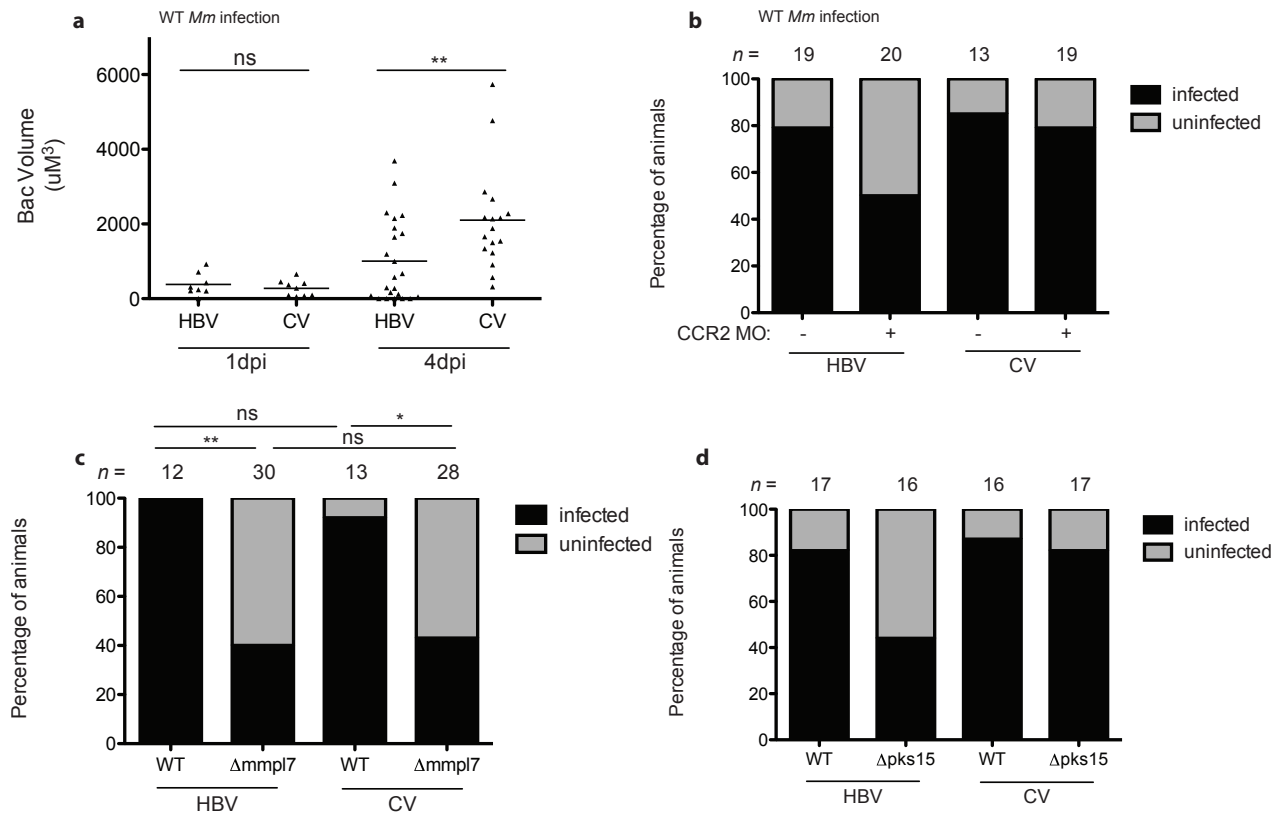 a
WT Mm infection
ns
**
6000
4000
2000
0
Bac Volume
(uM³)
HBV
CV
HBV
CV
1dpi
4dpi
b
WT Mm infection
n =
19
20
13
19
100
80
60
40
20
0
Percentage of animals
infected
uninfected
CCR2 MO:
-
+
-
+
HBV
CV
ns
*
**
ns
c
n =
12
30
13
28
100
80
60
40
20
0
Percentage of animals
infected
uninfected
WT
Δmmpl7
WT
Δmmpl7
HBV
CV
d
n =
17
16
16
17
100
80
60
40
20
0
Percentage of animals
infected
uninfected
WT
Δpks15
WT
Δpks15
HBV
CV